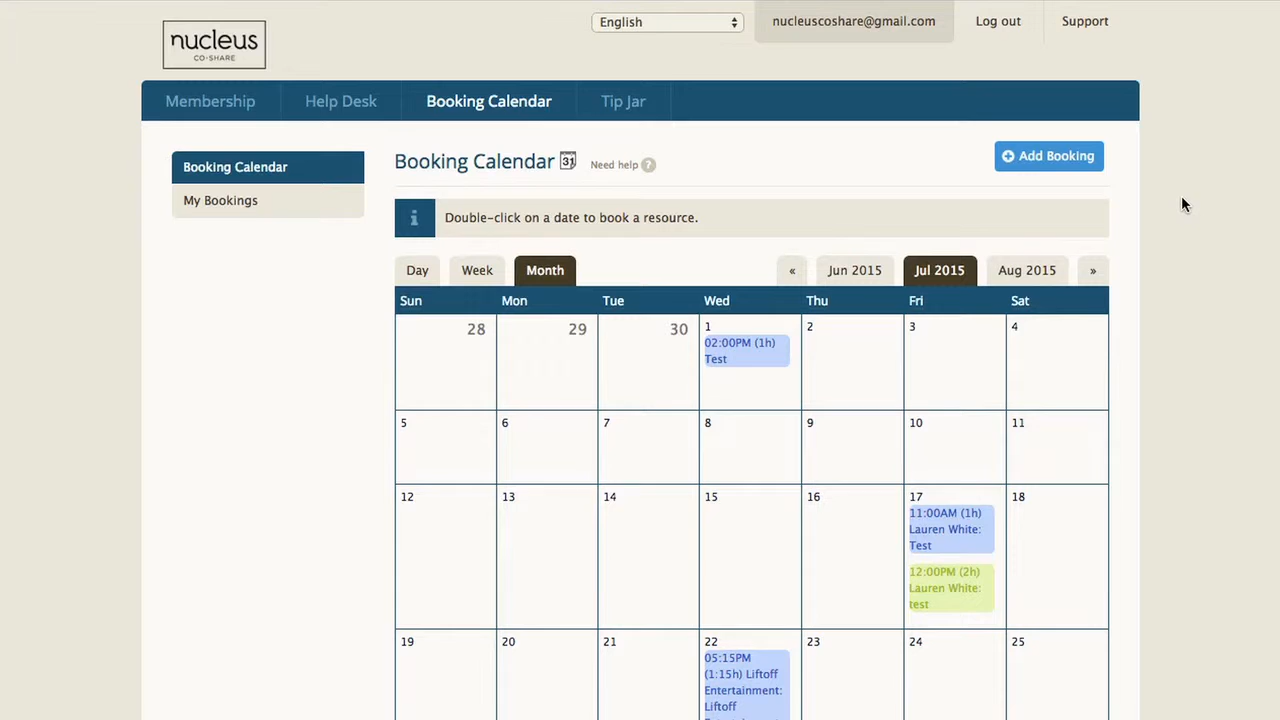 English
nucleuscoshare@gmail.com
Log out
Support
nucleus
CO·SHARE
Membership
Help Desk
Booking Calendar
Tip Jar
Booking Calendar
My Bookings
Booking Calendar 31
Need help ?
Add Booking
i
Double-click on a date to book a resource.
Day
Week
Month
«
Jun 2015
Jul 2015
Aug 2015
»
Sun
Mon
Tue
Wed
Thu
Fri
Sat
28
29
30
1
02:00PM (1h)
Test
2
3
4
5
6
7
8
9
10
11
12
13
14
15
16
17
11:00AM (1h)
Lauren White:
Test
12:00PM (2h)
Lauren White:
test
18
19
20
21
22
05:15PM
(1:15h) Liftoff
Entertainment:
Liftoff
23
24
25